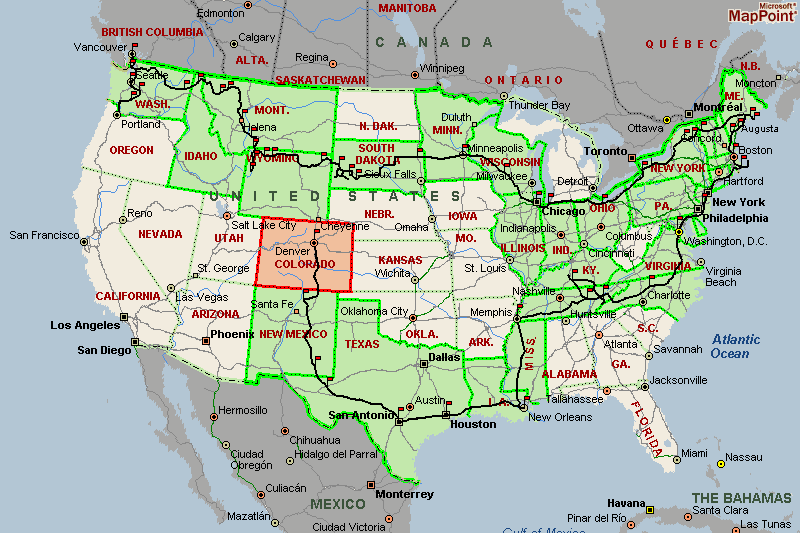 Microsoft®
MapPoint®
MANITOBA
Edmonton
BRITISH COLUMBIA
Calgary
CANADA
QUÉBEC
Vancouver
ALTA.
Regina
Winnipeg
N.B.
Moncton
SASKATCHEWAN
ONTARIO
Seattle
Thunder Bay
ME.
WASH.
MONT.
Montréal
Portland
Helena
N. DAK.
Duluth
MINN.
Ottawa
Augusta
OREGON
IDAHO
WYOMING
SOUTH
DAKOTA
Minneapolis
WISCONSIN
Toronto
Concord
Boston
Sioux Falls
Milwaukee
Detroit
NEW YORK
Hartford
UNITED STATES
NEBR.
IOWA
Chicago
OHIO
PA.
New York
Philadelphia
Reno
Salt Lake City
Cheyenne
Omaha
Indianapolis
Columbus
San Francisco
NEVADA
UTAH
Denver
COLORADO
KANSAS
MO.
ILLINOIS
IND.
Cincinnati
Washington, D.C.
St. George
Wichita
St. Louis
KY.
VIRGINIA
Virginia
Beach
CALIFORNIA
Las Vegas
Santa Fe
Oklahoma City
Nashville
Charlotte
Los Angeles
ARIZONA
Phoenix
NEW MEXICO
TEXAS
OKLA.
Memphis
Huntsville
S.C.
San Diego
ARK.
MISS.
Atlanta
Savannah
Atlantic
Ocean
Dallas
ALABAMA
GA.
Jacksonville
Hermosillo
Austin
L.A.
Tallahassee
San Antonio
Houston
New Orleans
FLORIDA
Chihuahua
Ciudad
Obregón
Hidalgo del Parral
Miami
Nassau
Culiacán
Monterrey
MEXICO
Havana
THE BAHAMAS
Mazatlán
Ciudad Victoria
Pinar del Río
Santa Clara
Las Tunas
Gulf of Mexico